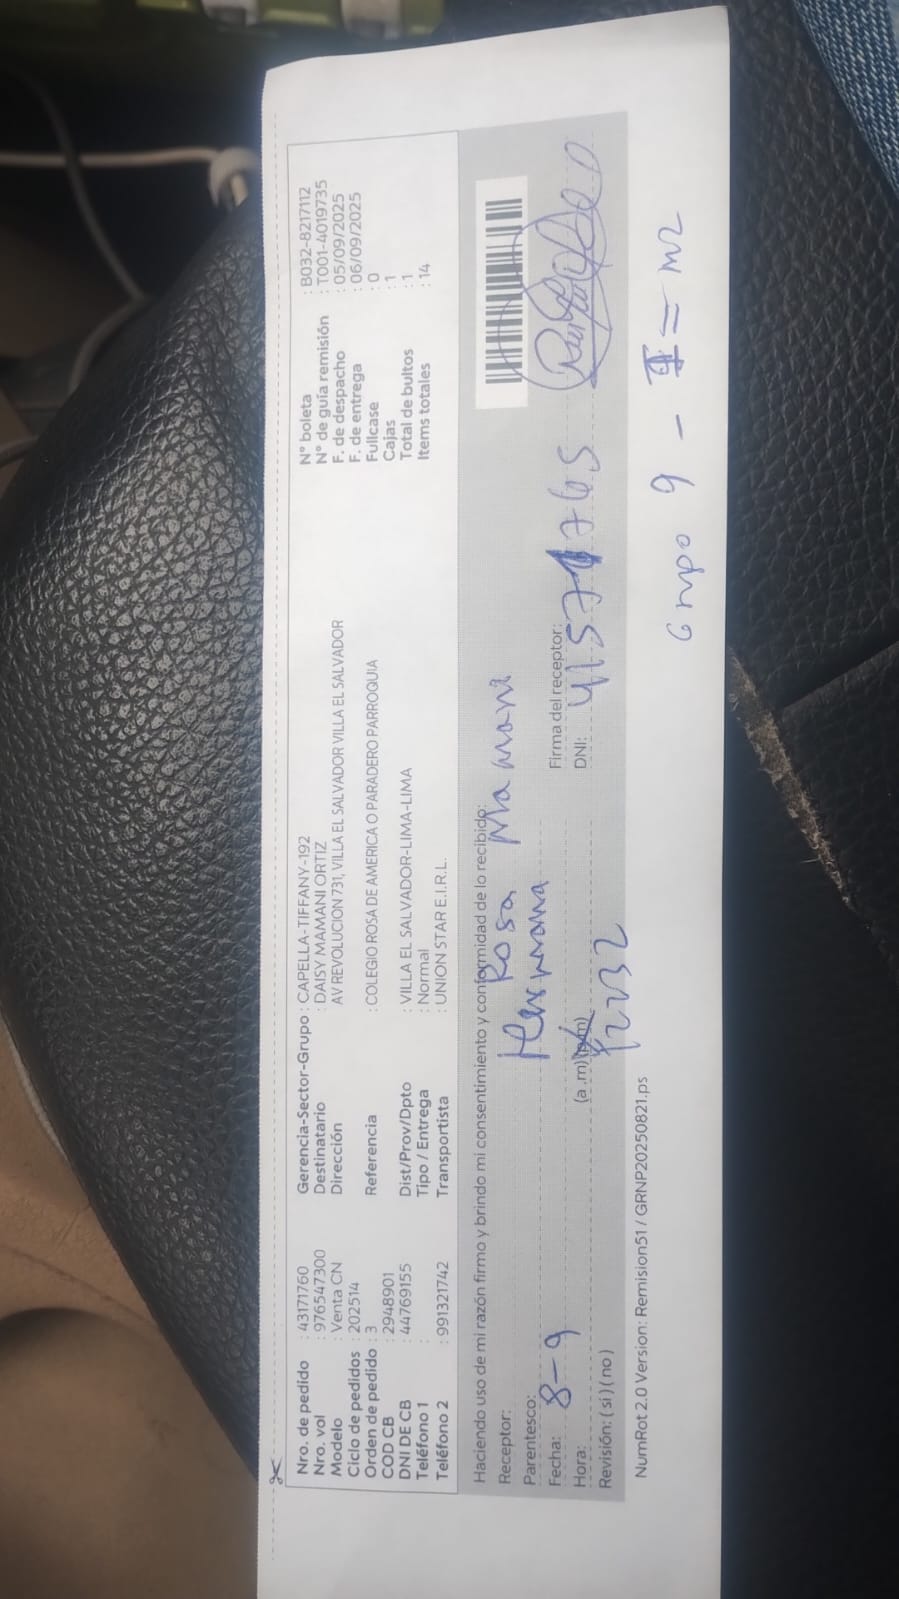 Nro. de pedido : 43171760
Nro. vol : 976547300
Modelo : Venta CN
Ciclo de pedidos : 202514
Orden de pedido : 3
COD CB : 2948901
DNI DE CB : 44769155
Teléfono 1 :
Teléfono 2 : 991321742
Gerencia-Sector-Grupo : CAPELLA-TIFFANY-192
Destinatario : DAISY MAMANI ORTIZ
Dirección AV REVOLUCION 731, VILLA EL SALVADOR VILLA EL SALVADOR
Referencia : COLEGIO ROSA DE AMERICA O PARADERO PARROQUIA
Dist/Prov/Dpto : VILLA EL SALVADOR-LIMA-LIMA
Tipo / Entrega : Normal
Transportista : UNION STAR E.I.R.L.
N° boleta : B032-8217112
N° de guía remisión : T001-4019735
F. de despacho : 05/09/2025
F. de entrega : 06/09/2025
Fullcase : 0
Cajas : 1
Total de bultos : 1
Items totales : 14
Haciendo uso de mi razón firmo y brindo mi consentimiento y conformidad de lo recibido:
Receptor: Rosa Mamani
Parentesco: Hermana
Fecha: 8-9
Firma del receptor:
Hora: (a.m) (p/m)
DNI: 41571765
Revisión: ( si ) ( no )
NumRot 2.0 Version: Remision51 / GRNP20250821.ps
Grupo 9 -